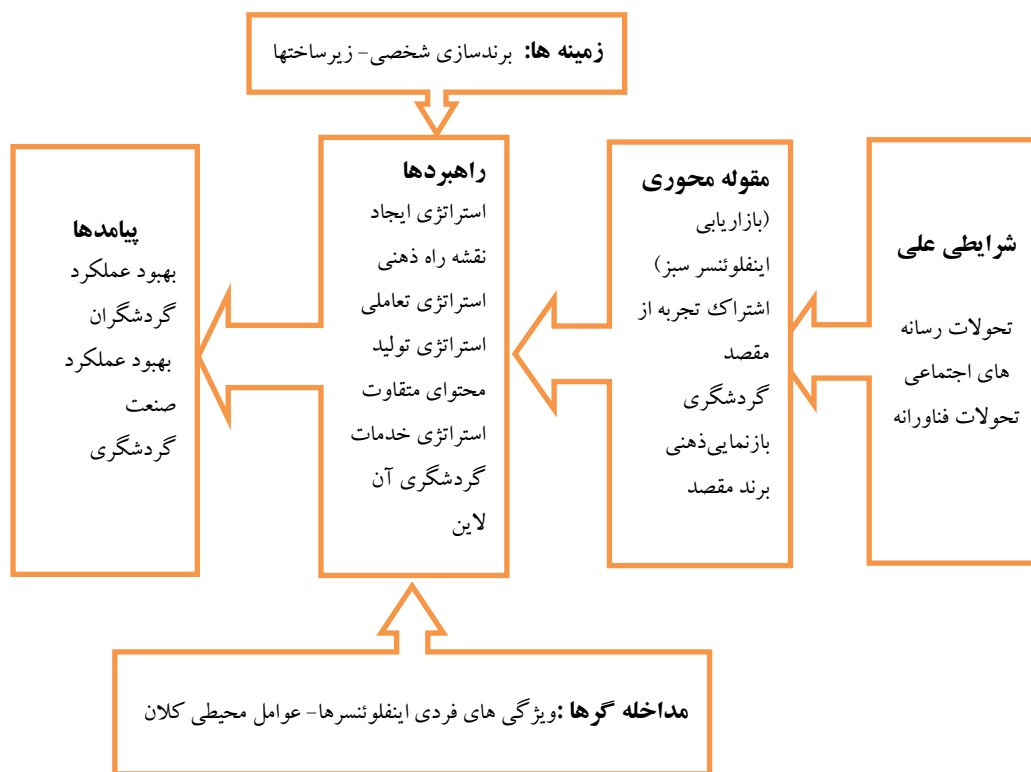 زمینه ها: برندسازی شخصی- زیرساختها
شرایطی علی
تحولات رسانه
های اجتماعی
تحولات فناورانه
مقوله محوری
(بازاریابی
اینفلوئنسر سبز)
اشتراک تجربه از
مقصد
گردشگری
بازنمایی‌ذهنی
برند مقصد
راهبردها
استراتژی ایجاد
نقشه راه ذهنی
استراتژی تعاملی
استراتژی تولید
محتوای متفاوت
استراتژی خدمات
گردشگری آن
لاین
پیامدها
بهبود عملکرد
گردشگران
بهبود عملکرد
صنعت
گردشگری
مداخله گرها :ویژگی های فردی اینفلوئنسرها- عوامل محیطی کلان